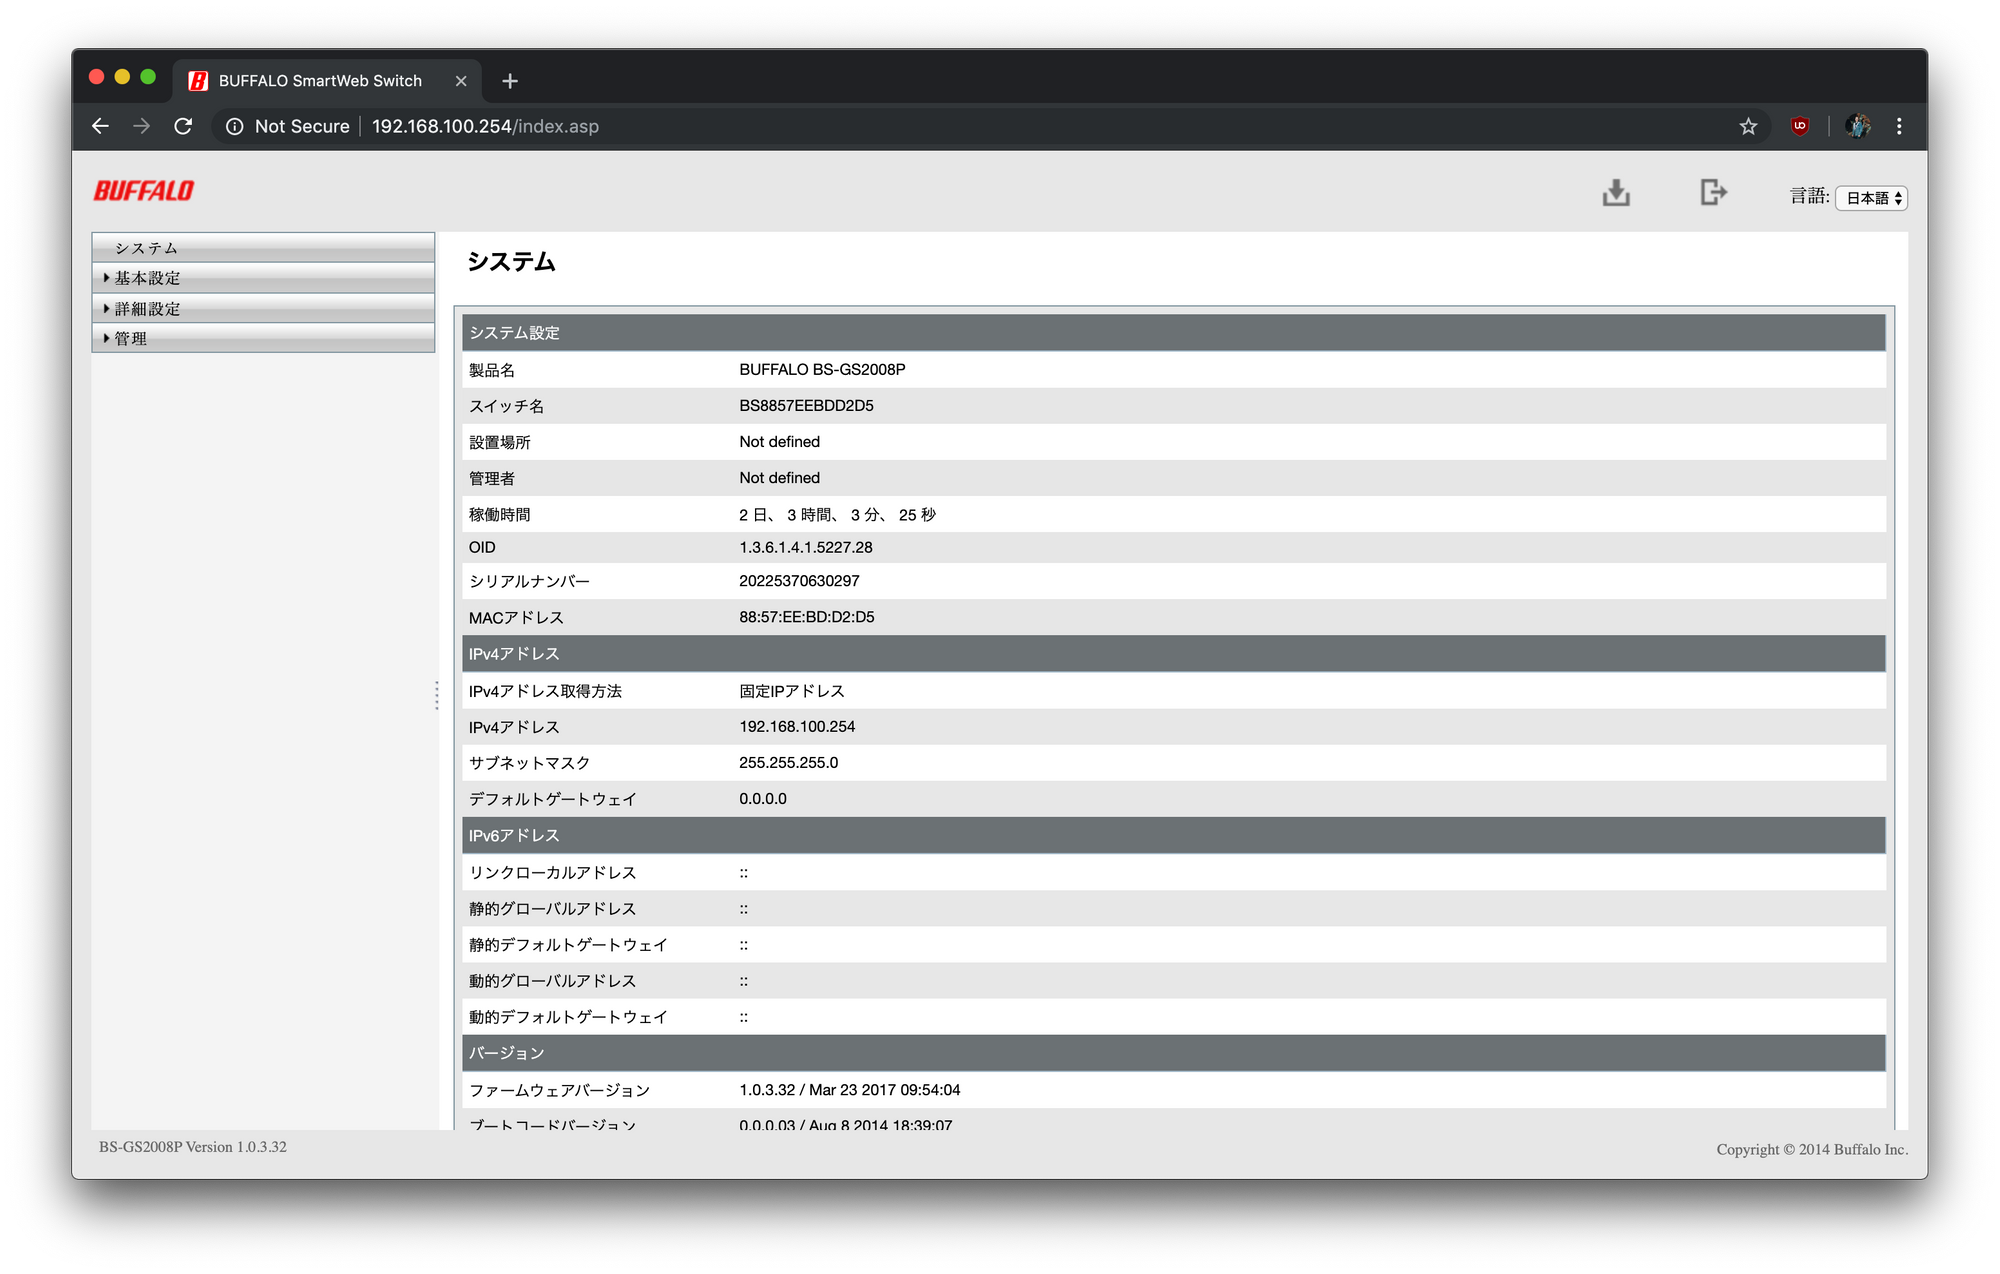 BUFFALO SmartWeb Switch
Not Secure 192.168.100.254/index.asp
BUFFALO
言語: 日本語
システム
基本設定
詳細設定
管理
システム
システム設定
製品名 BUFFALO BS-GS2008P
スイッチ名 BS8857EEBDD2D5
設置場所 Not defined
管理者 Not defined
稼働時間 2 日、 3 時間、 3 分、 25 秒
OID 1.3.6.1.4.1.5227.28
シリアルナンバー 20225370630297
MACアドレス 88:57:EE:BD:D2:D5
IPv4アドレス
IPv4アドレス取得方法 固定IPアドレス
IPv4アドレス 192.168.100.254
サブネットマスク 255.255.255.0
デフォルトゲートウェイ 0.0.0.0
IPv6アドレス
リンクローカルアドレス ::
静的グローバルアドレス ::
静的デフォルトゲートウェイ ::
動的グローバルアドレス ::
動的デフォルトゲートウェイ ::
バージョン
ファームウェアバージョン 1.0.3.32 / Mar 23 2017 09:54:04
ブートコードバージョン 0.0.0.03 / Aug 8 2014 18:39:07
BS-GS2008P Version 1.0.3.32
Copyright © 2014 Buffalo Inc.